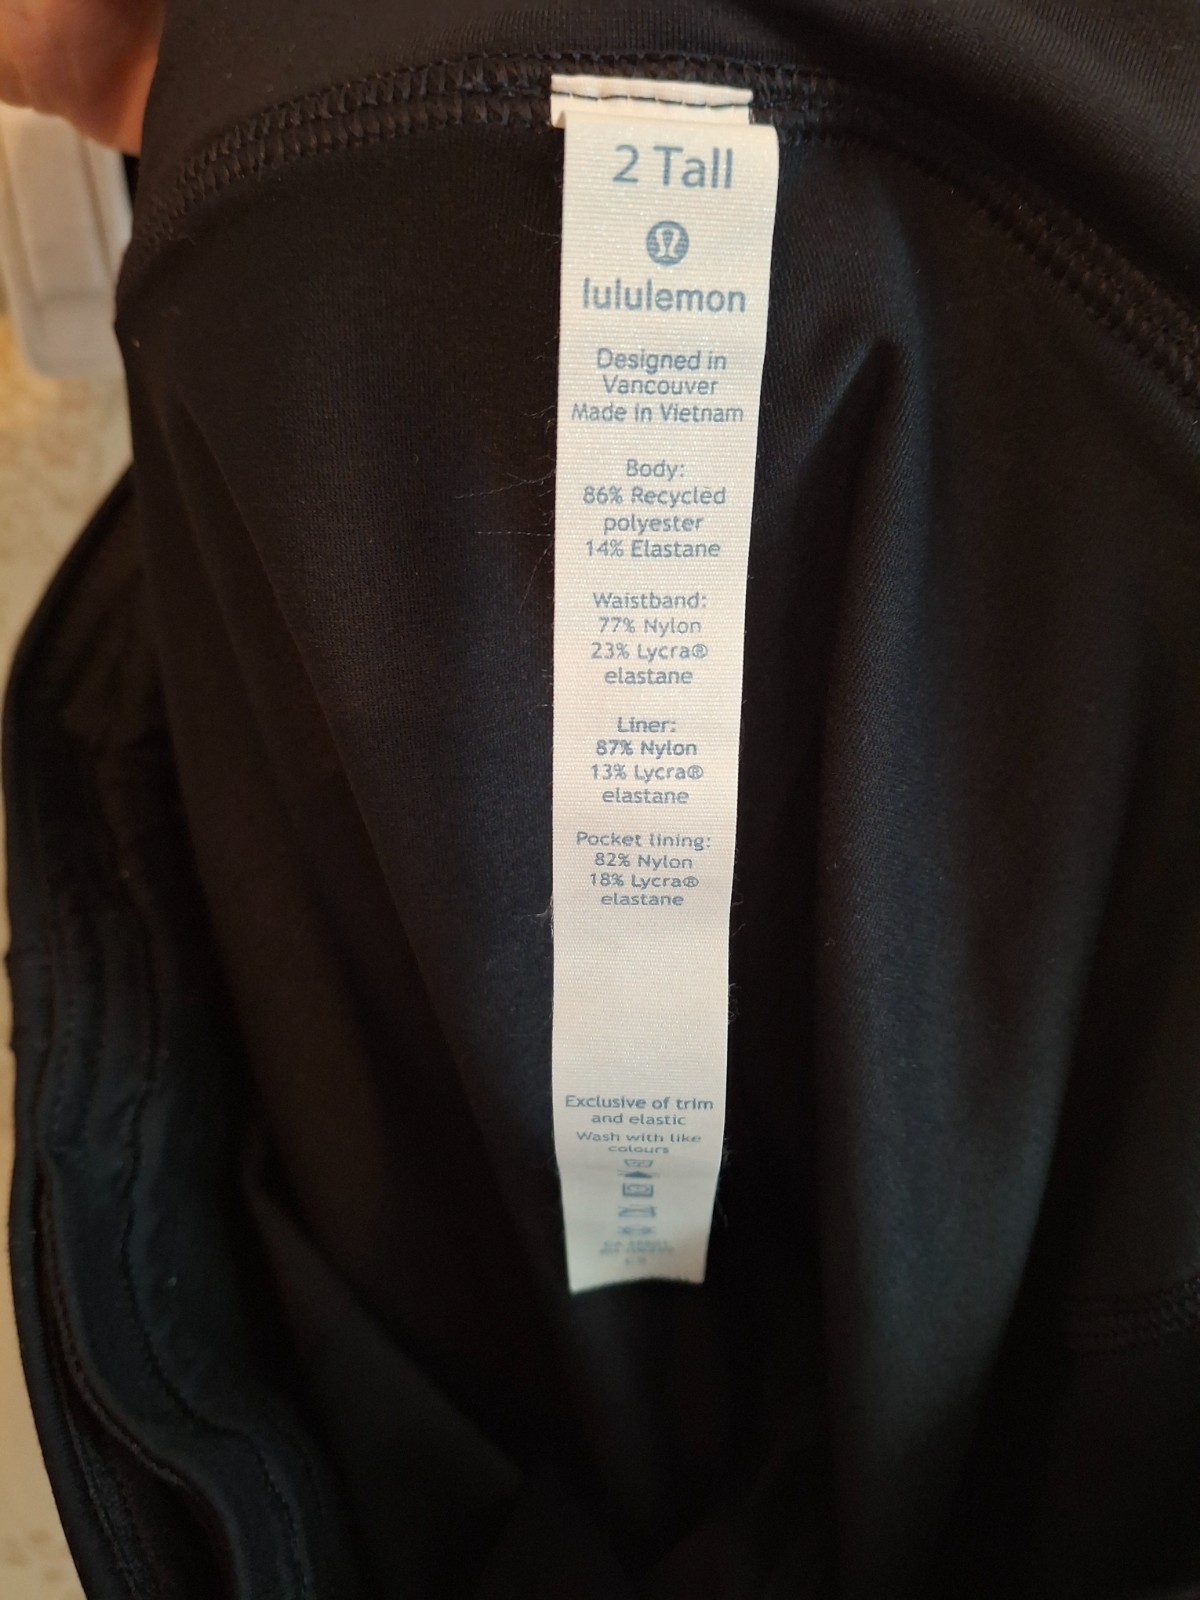 2 Tall
lululemon
Designed in
Vancouver
Made in Vietnam
Body:
86% Recycled
polyester
14% Elastane
Waistband:
77% Nylon
23% Lycra®
elastane
Liner:
87% Nylon
13% Lycra®
elastane
Pocket lining:
82% Nylon
18% Lycra®
elastane
Exclusive of trim
and elastic
Wash with like
colours